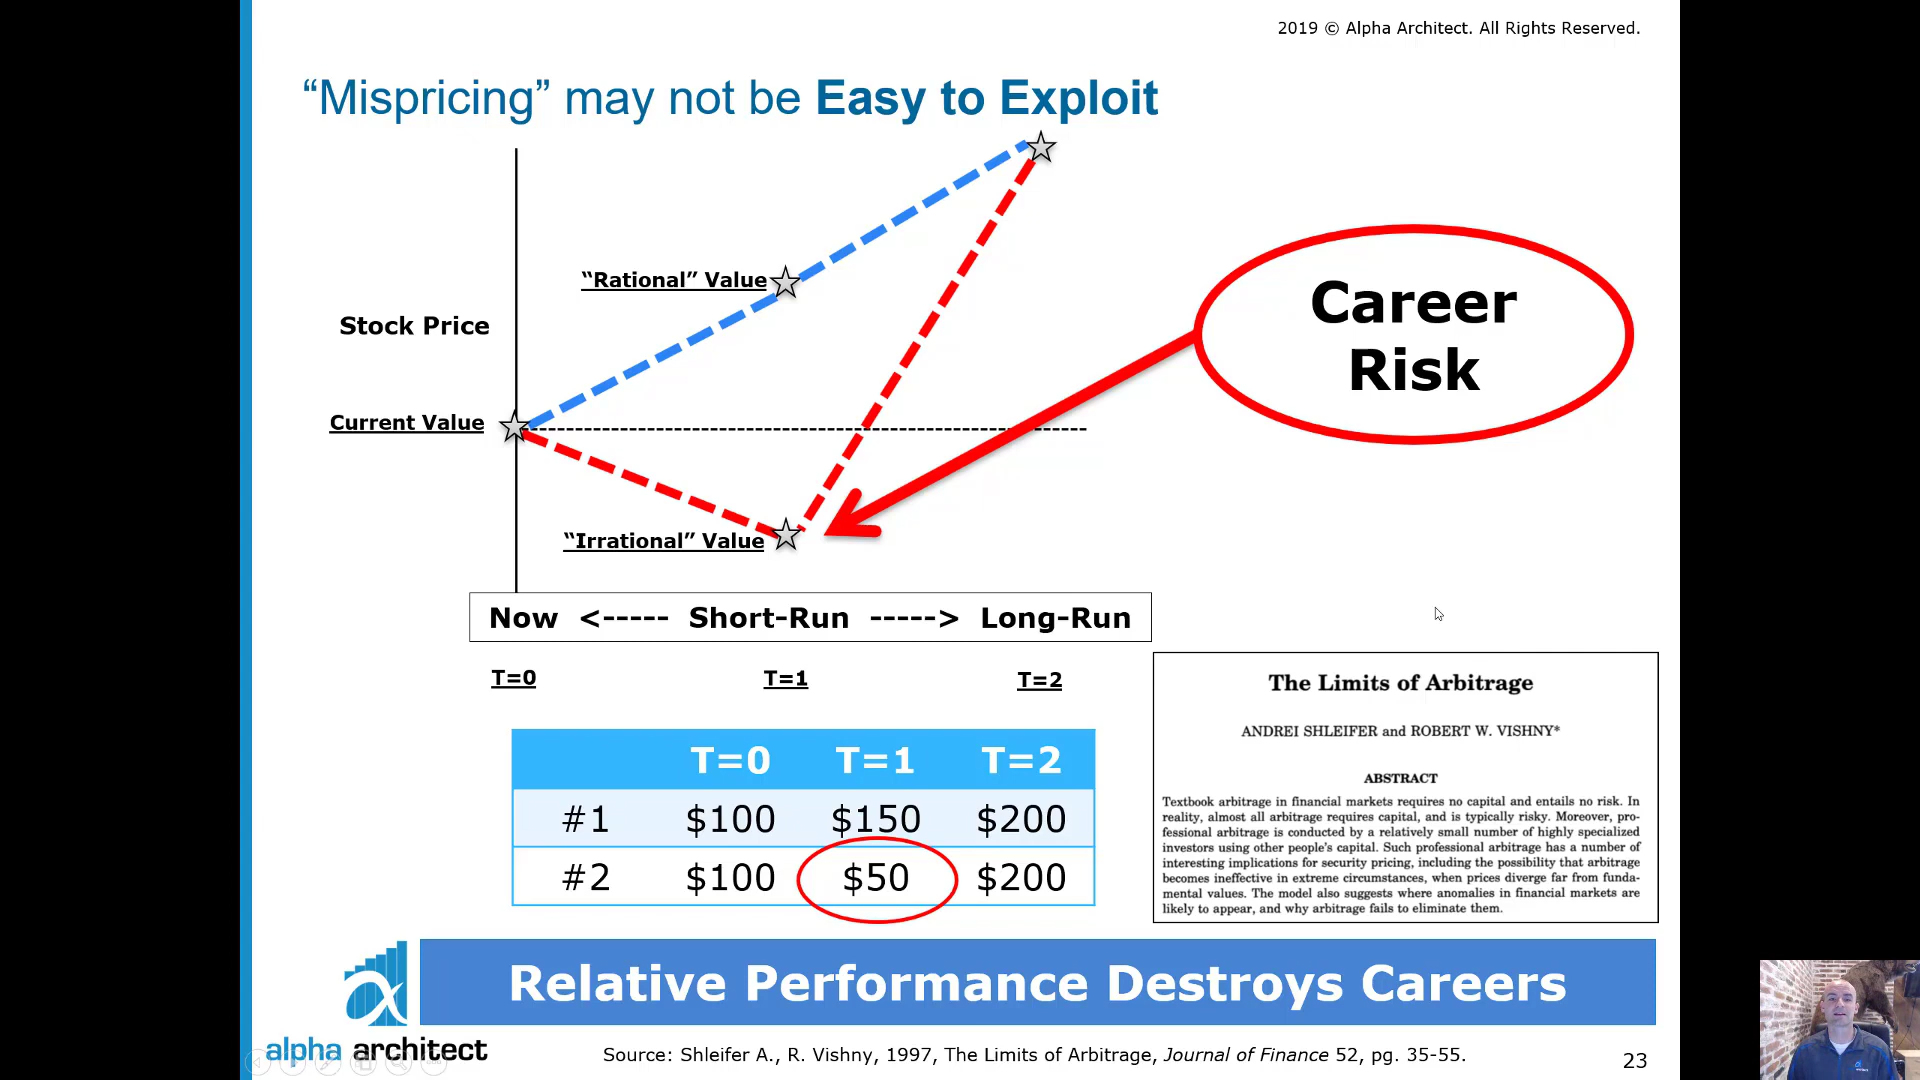 2019 © Alpha Architect. All Rights Reserved.
“Mispricing” may not be Easy to Exploit
“Rational” Value
Stock Price
Career
Risk
Current Value
“Irrational” Value
Now <----- Short-Run -----> Long-Run
T=0 T=1 T=2
T=0 T=1 T=2
#1 $100 $150 $200
#2 $100 $50 $200
The Limits of Arbitrage
ANDREI SHLEIFER and ROBERT W. VISHNY*
ABSTRACT
Textbook arbitrage in financial markets requires no capital and entails no risk. In
reality, almost all arbitrage requires capital, and is typically risky. Moreover, pro-
fessional arbitrage is conducted by a relatively small number of highly specialized
investors using other people's capital. Such professional arbitrage has a number of
interesting implications for security pricing, including the possibility that arbitrage
becomes ineffective in extreme circumstances, when prices diverge far from funda-
mental values. The model also suggests where anomalies in financial markets are
likely to appear, and why arbitrage fails to eliminate them.
Relative Performance Destroys Careers
alpha architect
Source: Shleifer A., R. Vishny, 1997, The Limits of Arbitrage, Journal of Finance 52, pg. 35-55.
23